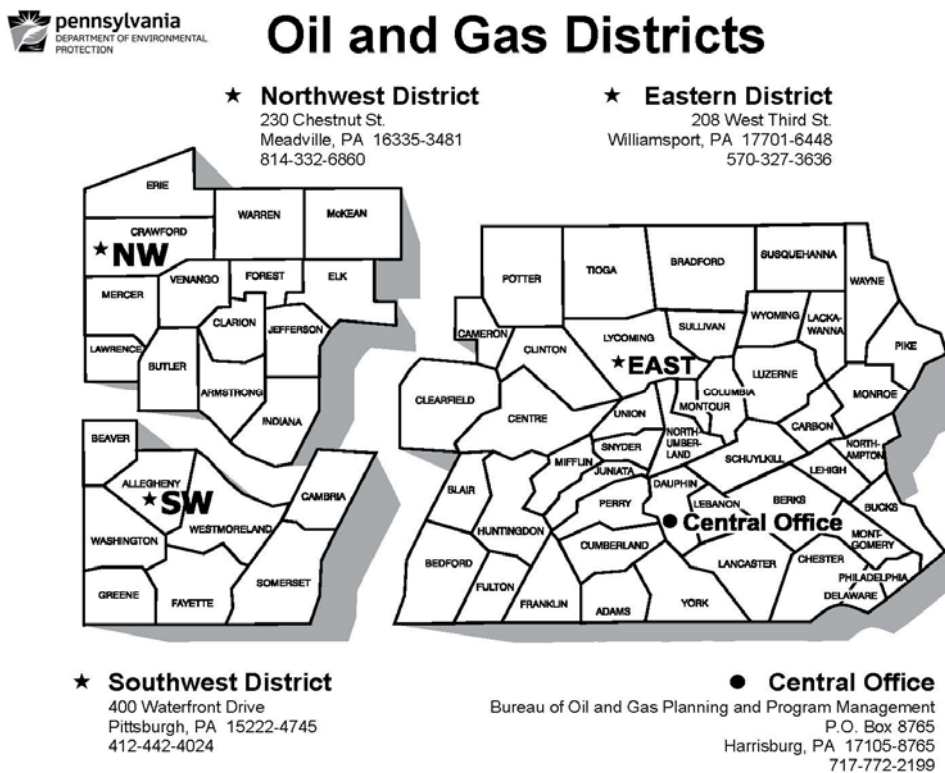 pennsylvania
DEPARTMENT OF ENVIRONMENTAL
PROTECTION
Oil and Gas Districts
★ Northwest District
230 Chestnut St.
Meadville, PA 16335-3481
814-332-6860
★ Eastern District
208 West Third St.
Williamsport, PA 17701-6448
570-327-3636
ERIE
WARREN
McKEAN
CRAWFORD
★NW
VENANGO
FOREST
ELK
MERCER
CLARION
JEFFERSON
LAWRENCE
BUTLER
ARMSTRONG
INDIANA
BEAVER
ALLEGHENY
★SW
CAMBRIA
WASHINGTON
WESTMORELAND
GREENE
FAYETTE
SOMERSET
POTTER
TIOGA
BRADFORD
SUSQUEHANNA
WAYNE
CAMERON
CLINTON
LYCOMING
SULLIVAN
WYOMING
LACKA-
WANNA
PIKE
★EAST
LUZERNE
CLEARFIELD
CENTRE
UNION
MONTOUR
COLUMBIA
MONROE
CARBON
SNYDER
NORTH-
UMBER-
LAND
NORTH-
AMPTON
MIFFLIN
JUNIATA
SCHUYLKILL
LEHIGH
BLAIR
HUNTINGDON
PERRY
DAUPHIN
LEBANON
BERKS
BUCKS
● Central Office
MONT-
GOMERY
BEDFORD
FULTON
FRANKLIN
CUMBERLAND
ADAMS
YORK
LANCASTER
CHESTER
PHILADELPHIA
DELAWARE
★ Southwest District
400 Waterfront Drive
Pittsburgh, PA 15222-4745
412-442-4024
● Central Office
Bureau of Oil and Gas Planning and Program Management
P.O. Box 8765
Harrisburg, PA 17105-8765
717-772-2199